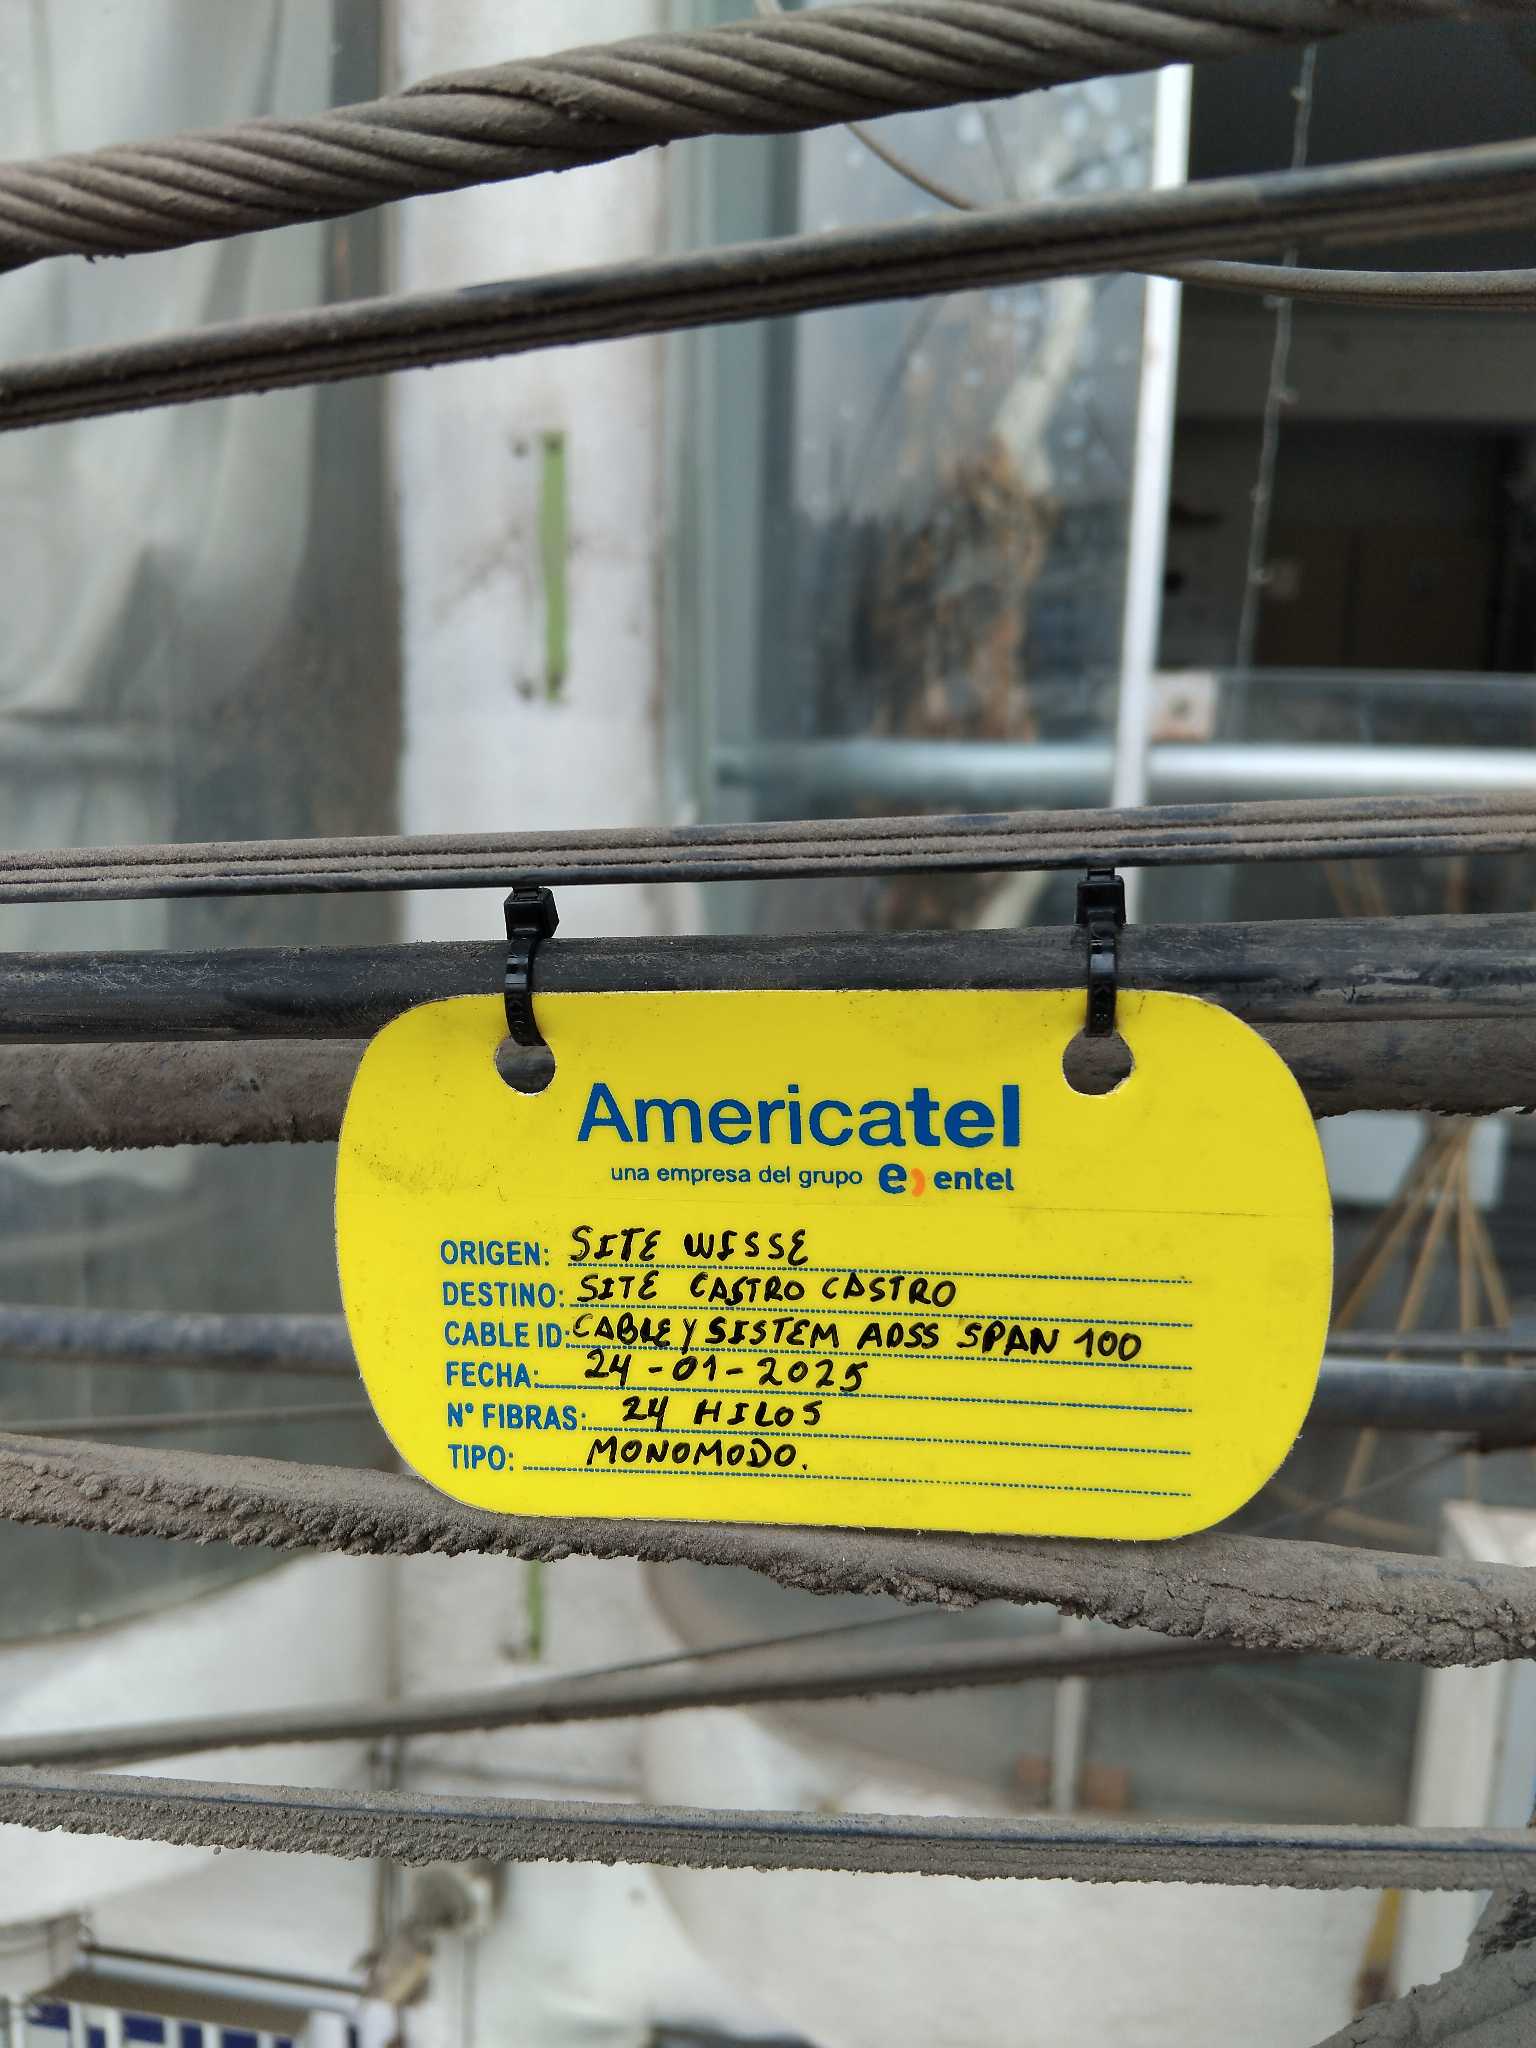 Americatel
una empresa del grupo entel
ORIGEN: SITE WISSE
DESTINO: SITE CASTRO CASTRO
CABLE ID: CABLE Y SISTEM ADSS SPAN 100
FECHA: 24-01-2025
N° FIBRAS: 24 HILOS
TIPO: MONOMODO.